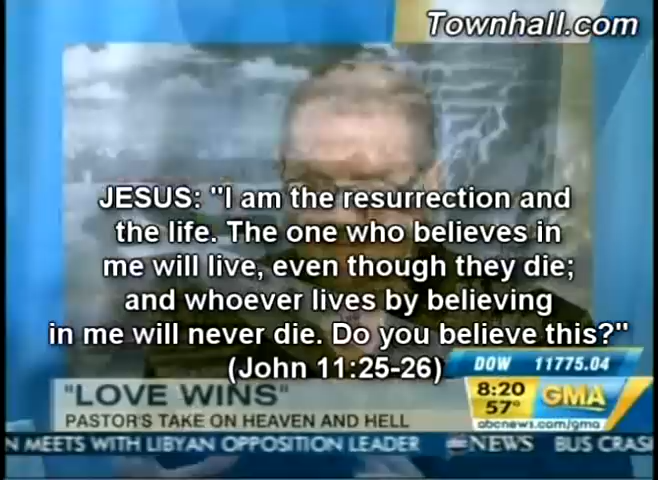 Townhall.com
JESUS: "I am the resurrection and
the life. The one who believes in
me will live, even though they die;
and whoever lives by believing
in me will never die. Do you believe this?"
(John 11:25-26)
DOW 11775.04
"LOVE WINS"
8:20 GMA
PASTOR'S TAKE ON HEAVEN AND HELL
57°
abcnews.com/gma
N MEETS WITH LIBYAN OPPOSITION LEADER abc NEWS BUS CRAS